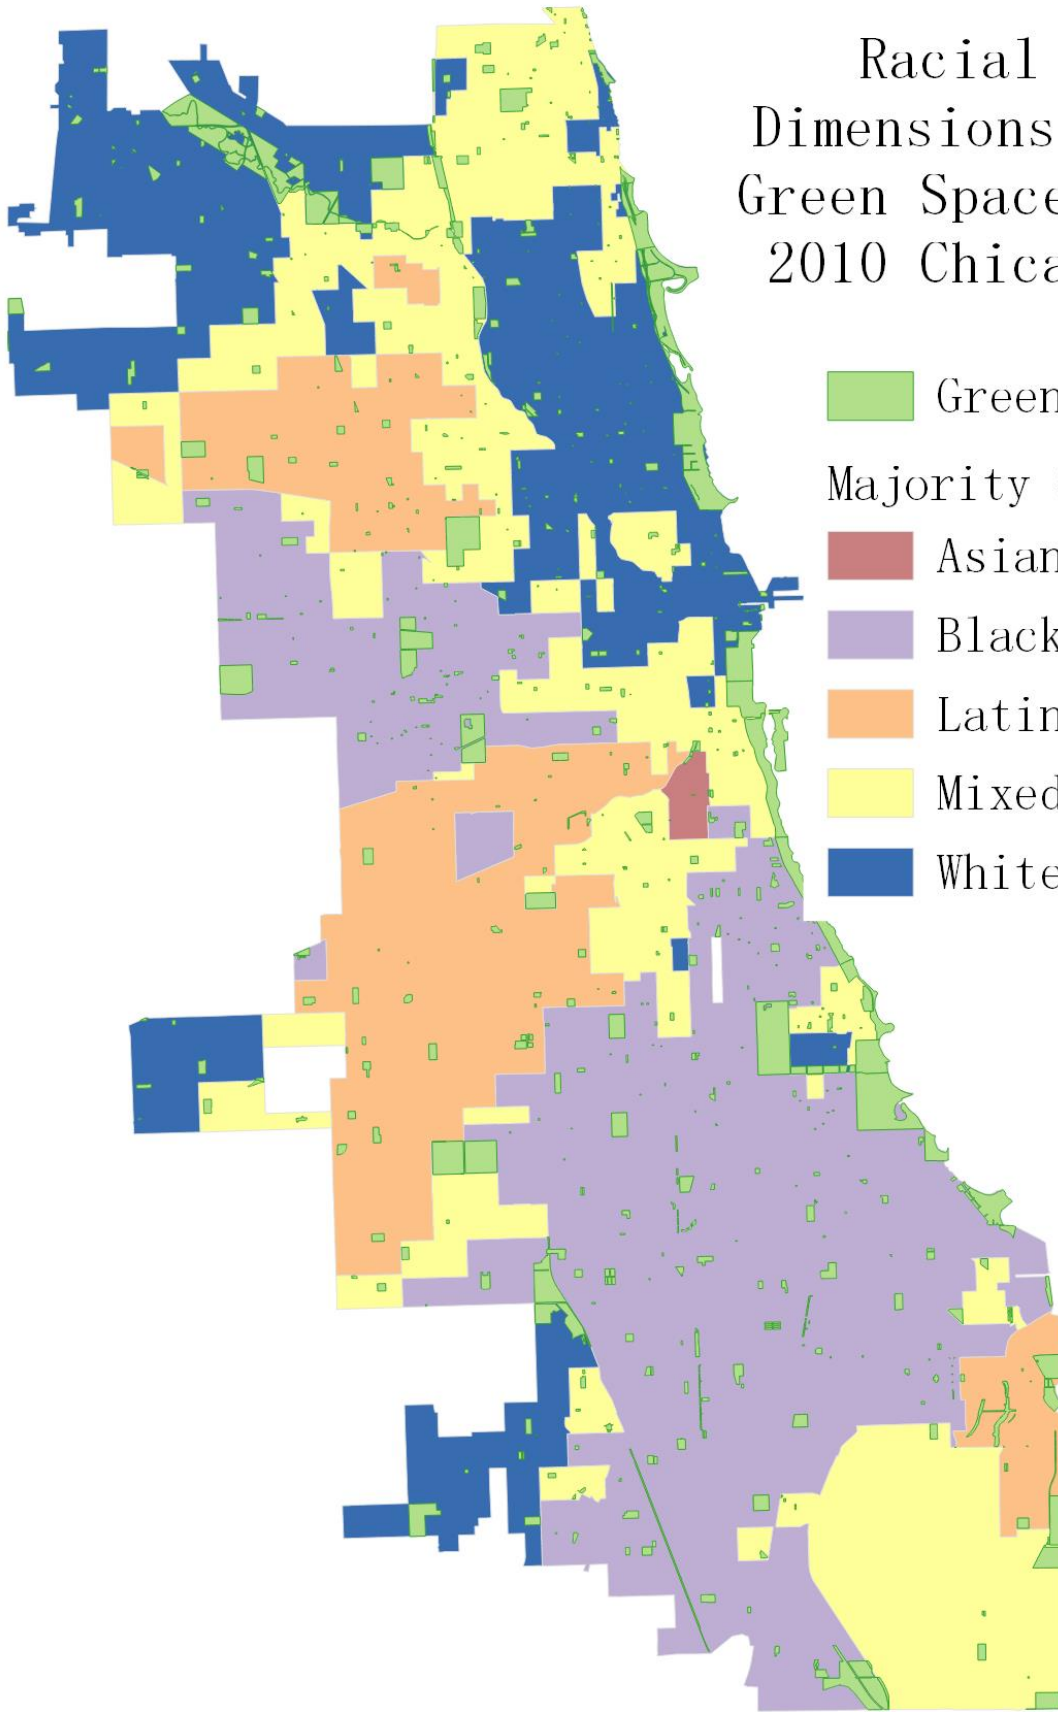 Racial
Dimensions
Green Space
2010 Chica
Green
Majority
Asian
Black
Latin
Mixed
White